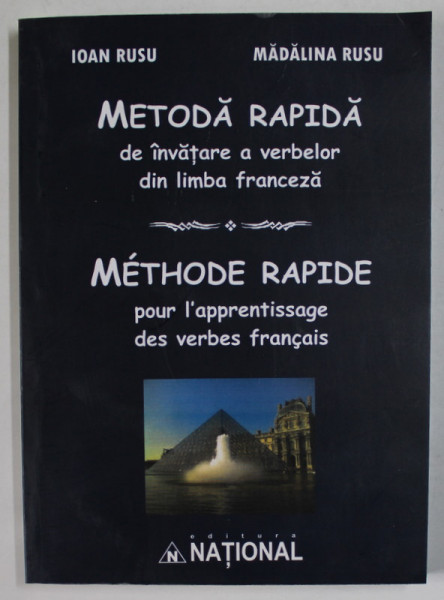 IOAN RUSU MĂDĂLINA RUSU
METODĂ RAPIDĂ
de învățare a verbelor
din limba franceză
MÉTHODE RAPIDE
pour l'apprentissage
des verbes français
editura
N NAȚIONAL